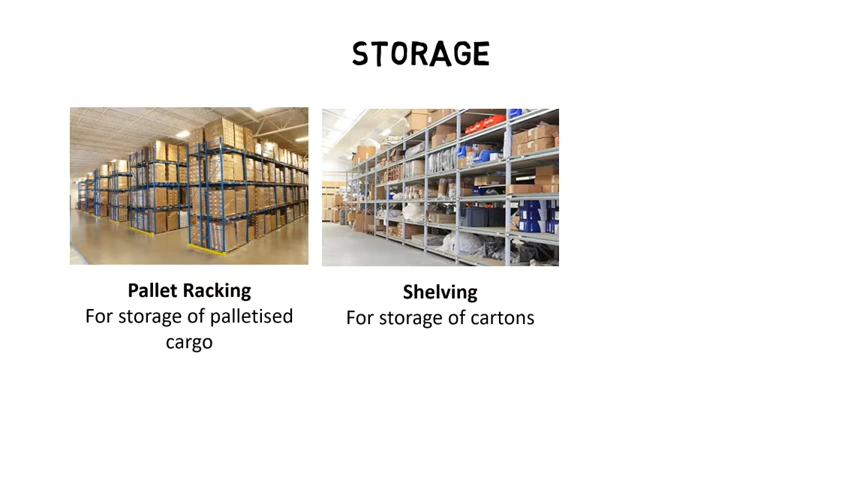 STORAGE
Pallet Racking
For storage of palletised
cargo
Shelving
For storage of cartons